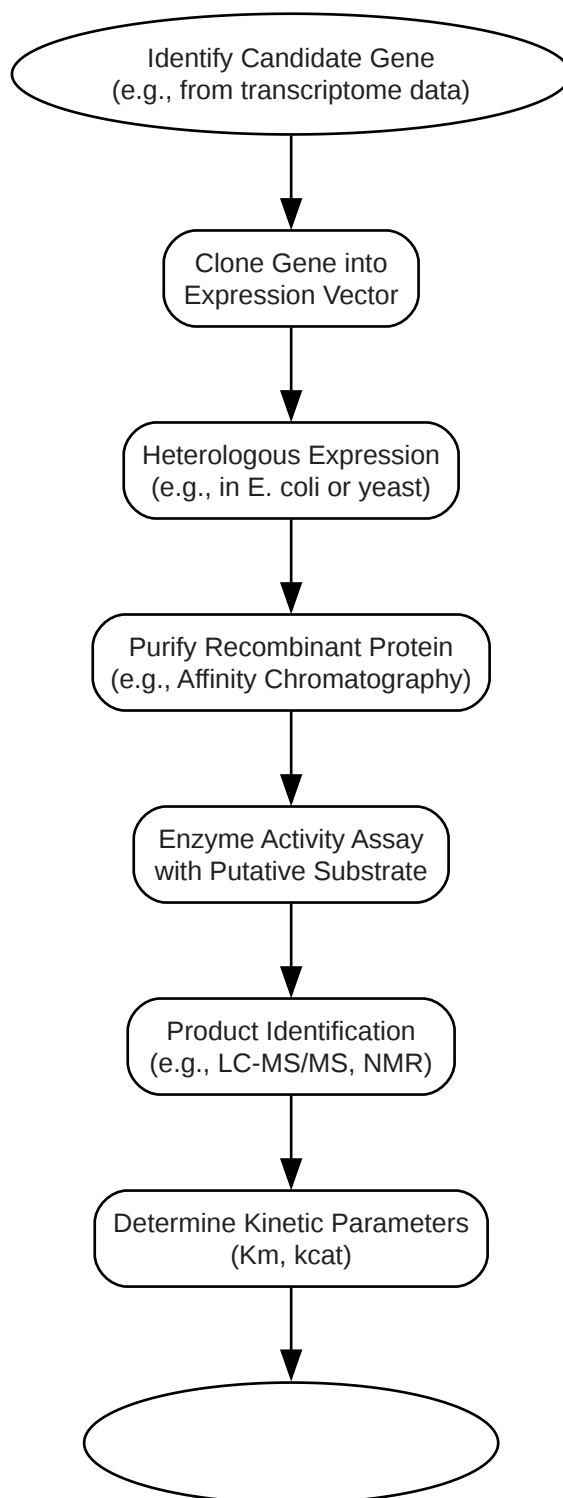 Identify Candidate Gene
(e.g., from transcriptome data)
Clone Gene into
Expression Vector
Heterologous Expression
(e.g., in E. coli or yeast)
Purify Recombinant Protein
(e.g., Affinity Chromatography)
Enzyme Activity Assay
with Putative Substrate
Product Identification
(e.g., LC-MS/MS, NMR)
Determine Kinetic Parameters
(Km, kcat)